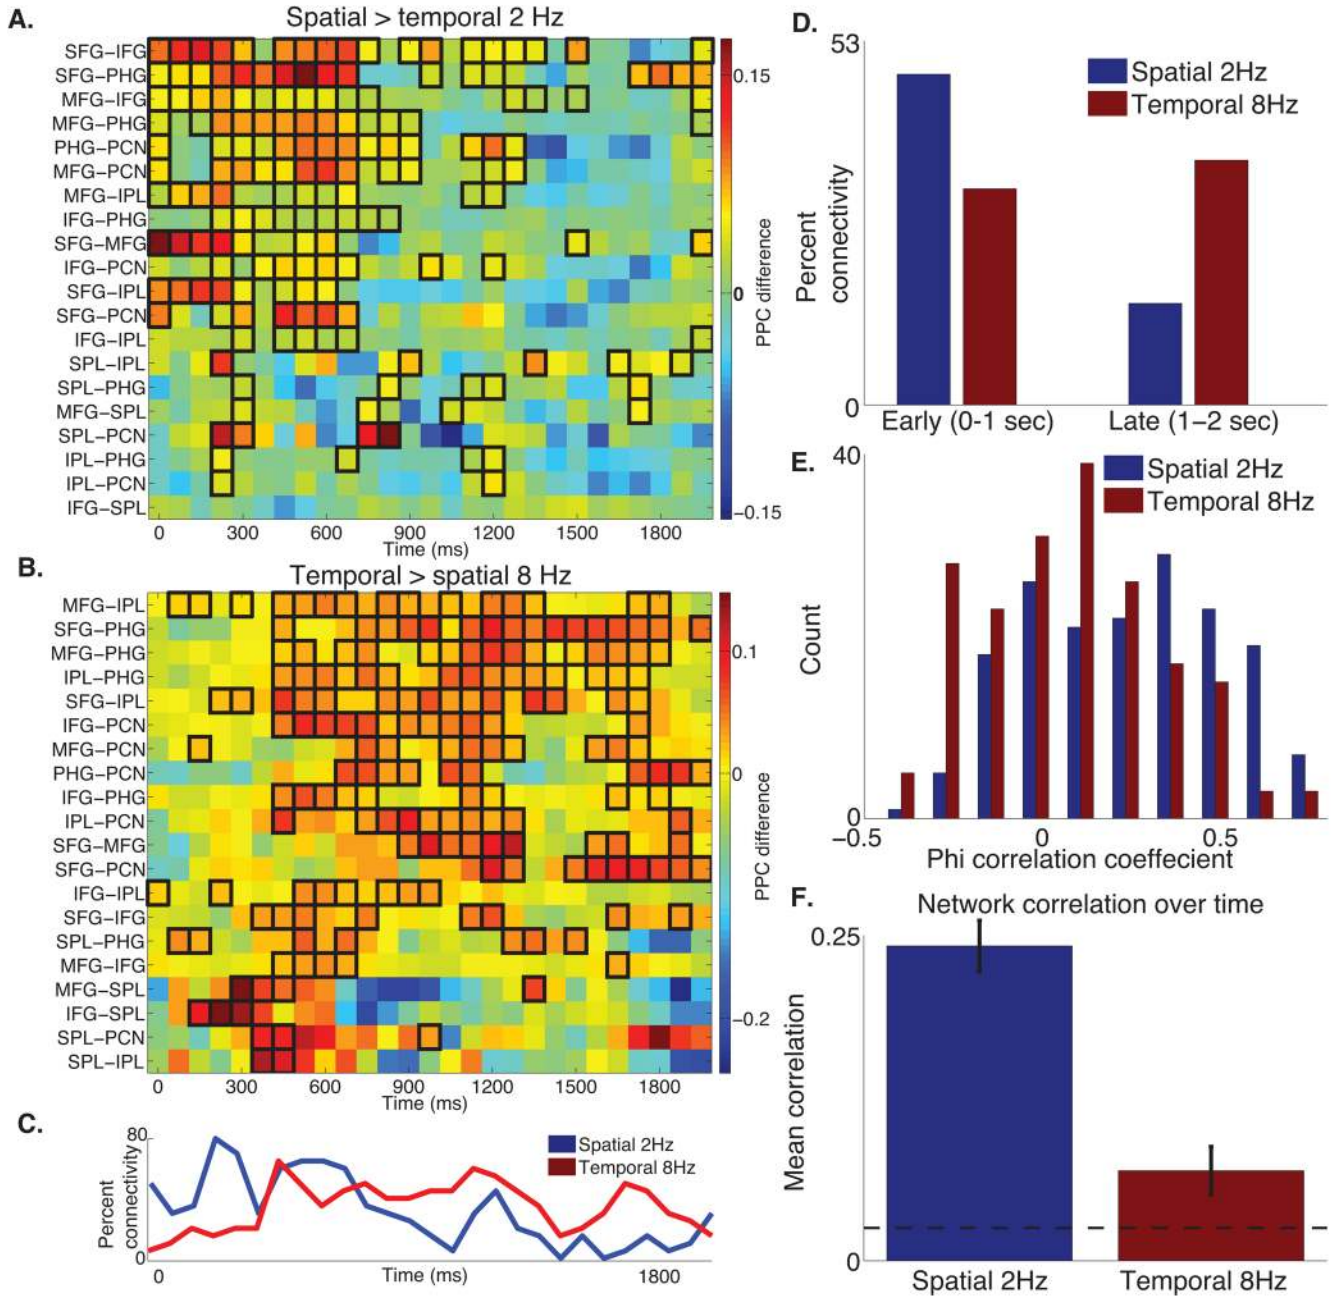 A.
Spatial > temporal 2 Hz
SFG–IFG
SFG–PHG
MFG–IFG
MFG–PHG
PHG–PCN
MFG–PCN
MFG–IPL
IFG–PHG
SFG–MFG
IFG–PCN
SFG–IPL
SFG–PCN
IFG–IPL
SPL–IPL
SPL–PHG
MFG–SPL
SPL–PCN
IPL–PHG
IPL–PCN
IFG–SPL
0 300 600 900 1200 1500 1800
Time (ms)
0.15
0
−0.15
PPC difference
B.
Temporal > spatial 8 Hz
MFG–IPL
SFG–PHG
MFG–PHG
IPL–PHG
SFG–IPL
IFG–PCN
MFG–PCN
PHG–PCN
IFG–PHG
IPL–PCN
SFG–MFG
SFG–PCN
IFG–IPL
SFG–IFG
SPL–PHG
MFG–IFG
MFG–SPL
IFG–SPL
SPL–PCN
SPL–IPL
0 300 600 900 1200 1500 1800
Time (ms)
0.1
0
−0.2
PPC difference
C.
80
0
Percent
connectivity
Spatial 2Hz
Temporal 8Hz
0 1800
Time (ms)
D.
53
0
Percent
connectivity
Spatial 2Hz
Temporal 8Hz
Early (0-1 sec) Late (1–2 sec)
E.
40
0
Count
Spatial 2Hz
Temporal 8Hz
−0.5 0 0.5
Phi correlation coeffecient
F.
Network correlation over time
0.25
0
Mean correlation
Spatial 2Hz Temporal 8Hz